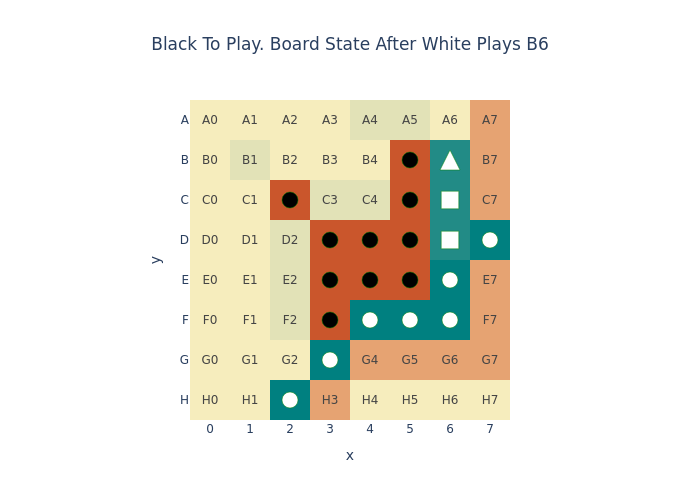 Black To Play. Board State After White Plays B6
A A0 A1 A2 A3 A4 A5 A6 A7
B B0 B1 B2 B3 B4 B7
C C0 C1 C3 C4 C7
D D0 D1 D2
y
E E0 E1 E2 E7
F F0 F1 F2 F7
G G0 G1 G2 G4 G5 G6 G7
H H0 H1 H3 H4 H5 H6 H7
0 1 2 3 4 5 6 7
x